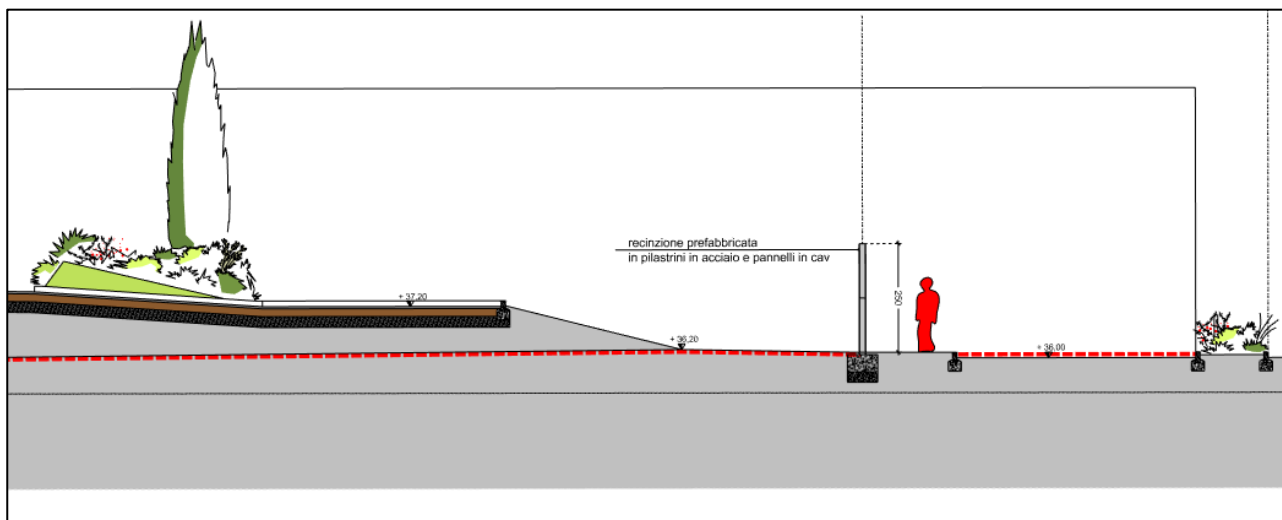 recinzione prefabbricata
in pilastrini in acciaio e pannelli in cav
250
+ 37,20
+ 36,20
+ 36,00